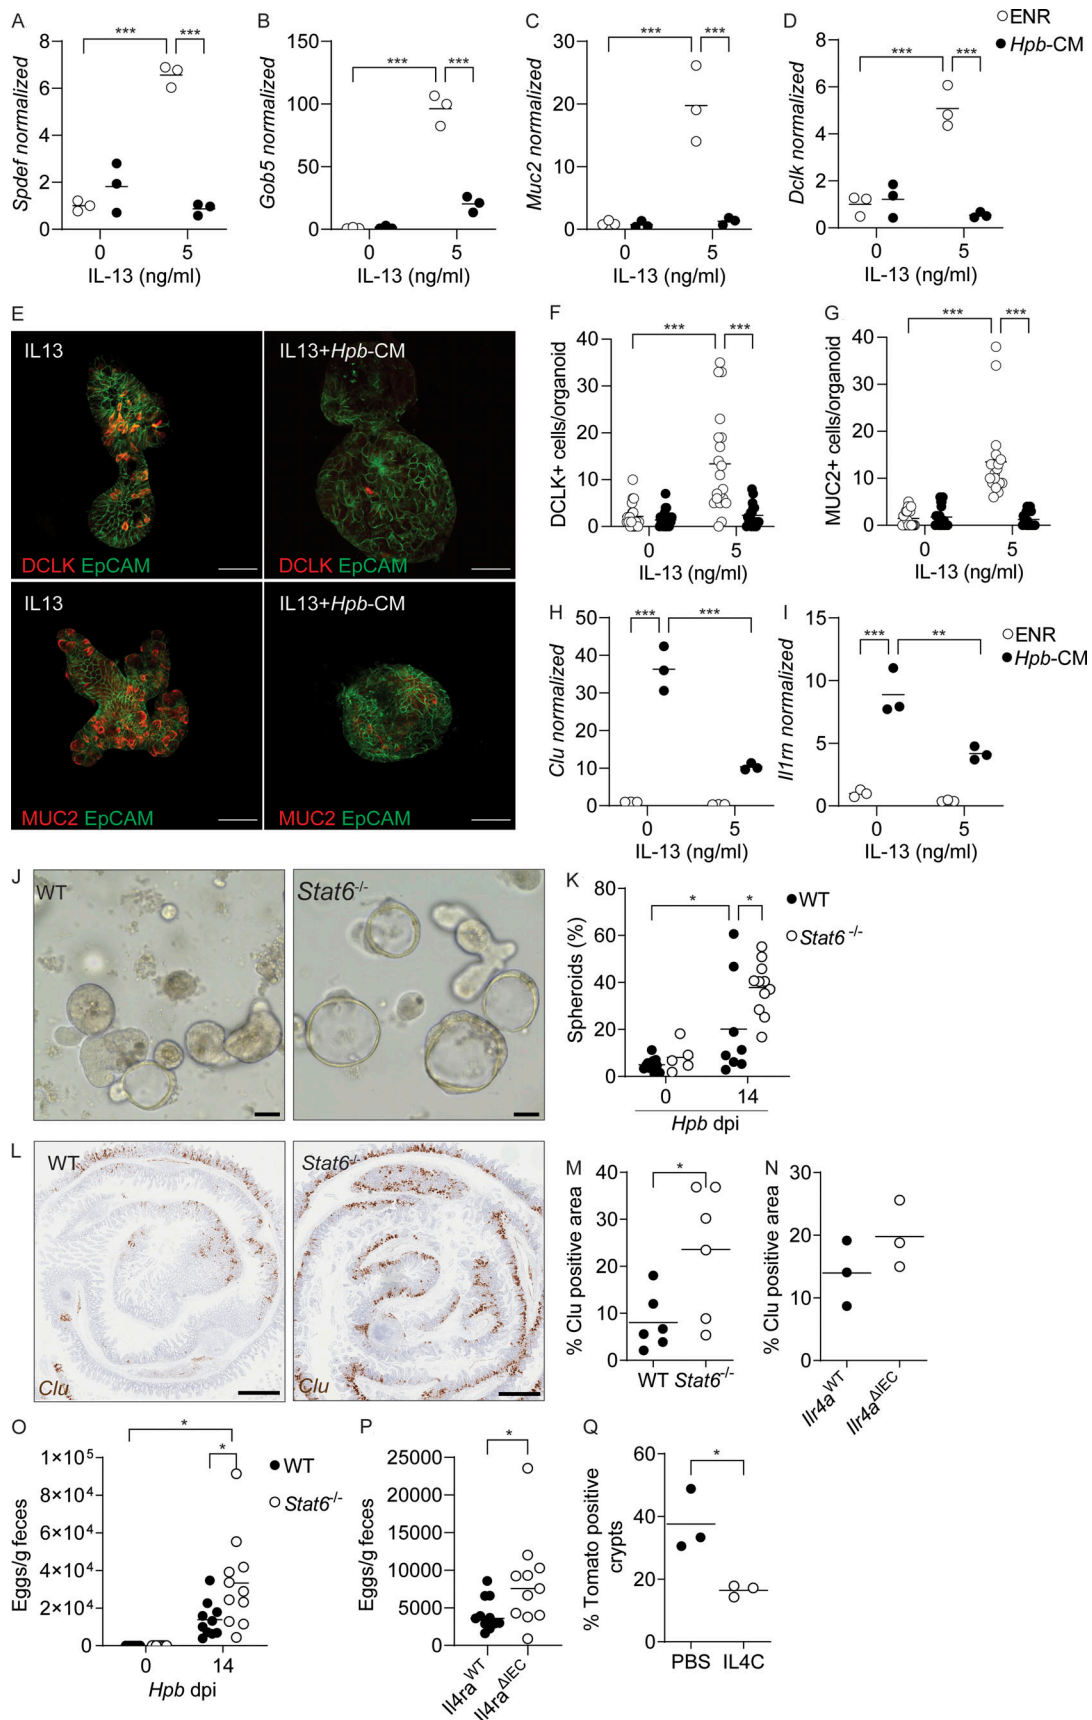 A
Spdef normalized
8
6
4
2
0
***
***
0
5
IL-13 (ng/ml)
B
Gob5 normalized
150
100
50
0
***
***
0
5
IL-13 (ng/ml)
C
Muc2 normalized
30
20
10
0
***
***
0
5
IL-13 (ng/ml)
D
Dclk normalized
8
6
4
2
0
***
***
0
5
IL-13 (ng/ml)
ENR
Hpb-CM
E
IL13
DCLK EpCAM
IL13+Hpb-CM
DCLK EpCAM
IL13
MUC2 EpCAM
IL13+Hpb-CM
MUC2 EpCAM
F
DCLK+ cells/organoid
40
30
20
10
0
***
***
0
5
IL-13 (ng/ml)
G
MUC2+ cells/organoid
40
30
20
10
0
***
***
0
5
IL-13 (ng/ml)
H
Clu normalized
50
40
30
20
10
0
***
***
0
5
IL-13 (ng/ml)
I
Il1rn normalized
15
10
5
0
***
**
0
5
IL-13 (ng/ml)
ENR
Hpb-CM
J
WT
Stat6-/-
K
Spheroids (%)
80
60
40
20
0
*
*
0
14
Hpb dpi
WT
Stat6 -/-
L
WT
Clu
Stat6-/-
Clu
M
% Clu positive area
40
30
20
10
0
*
WT Stat6-/-
N
% Clu positive area
30
20
10
0
Ilr4a WT
Ilr4a ΔIEC
O
Eggs/g feces
1×10⁵
8×10⁴
6×10⁴
4×10⁴
2×10⁴
0
*
*
0
14
Hpb dpi
WT
Stat6-/-
P
Eggs/g feces
25000
20000
15000
10000
5000
0
*
Il4ra WT
Il4ra ΔIEC
Q
% Tomato positive
crypts
60
40
20
0
*
PBS
IL4C